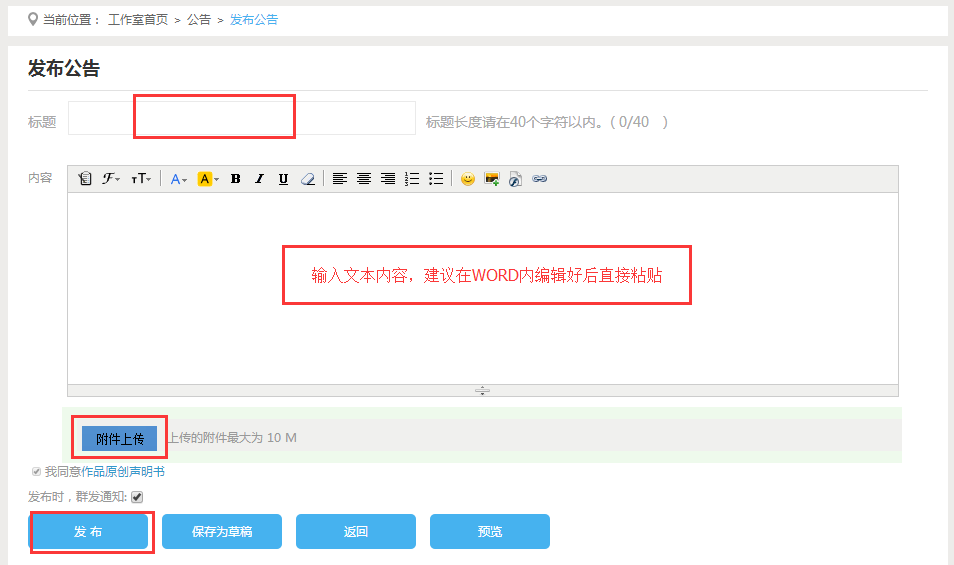 当前位置： 工作室首页 > 公告 > 发布公告
发布公告
标题 标题长度请在40个字符以内。( 0/40 )
内容
F TT A A B I U
输入文本内容，建议在WORD内编辑好后直接粘贴
附件上传 上传的附件最大为 10 M
我同意作品原创声明书
发布时，群发通知:
发 布 保存为草稿 返回 预览